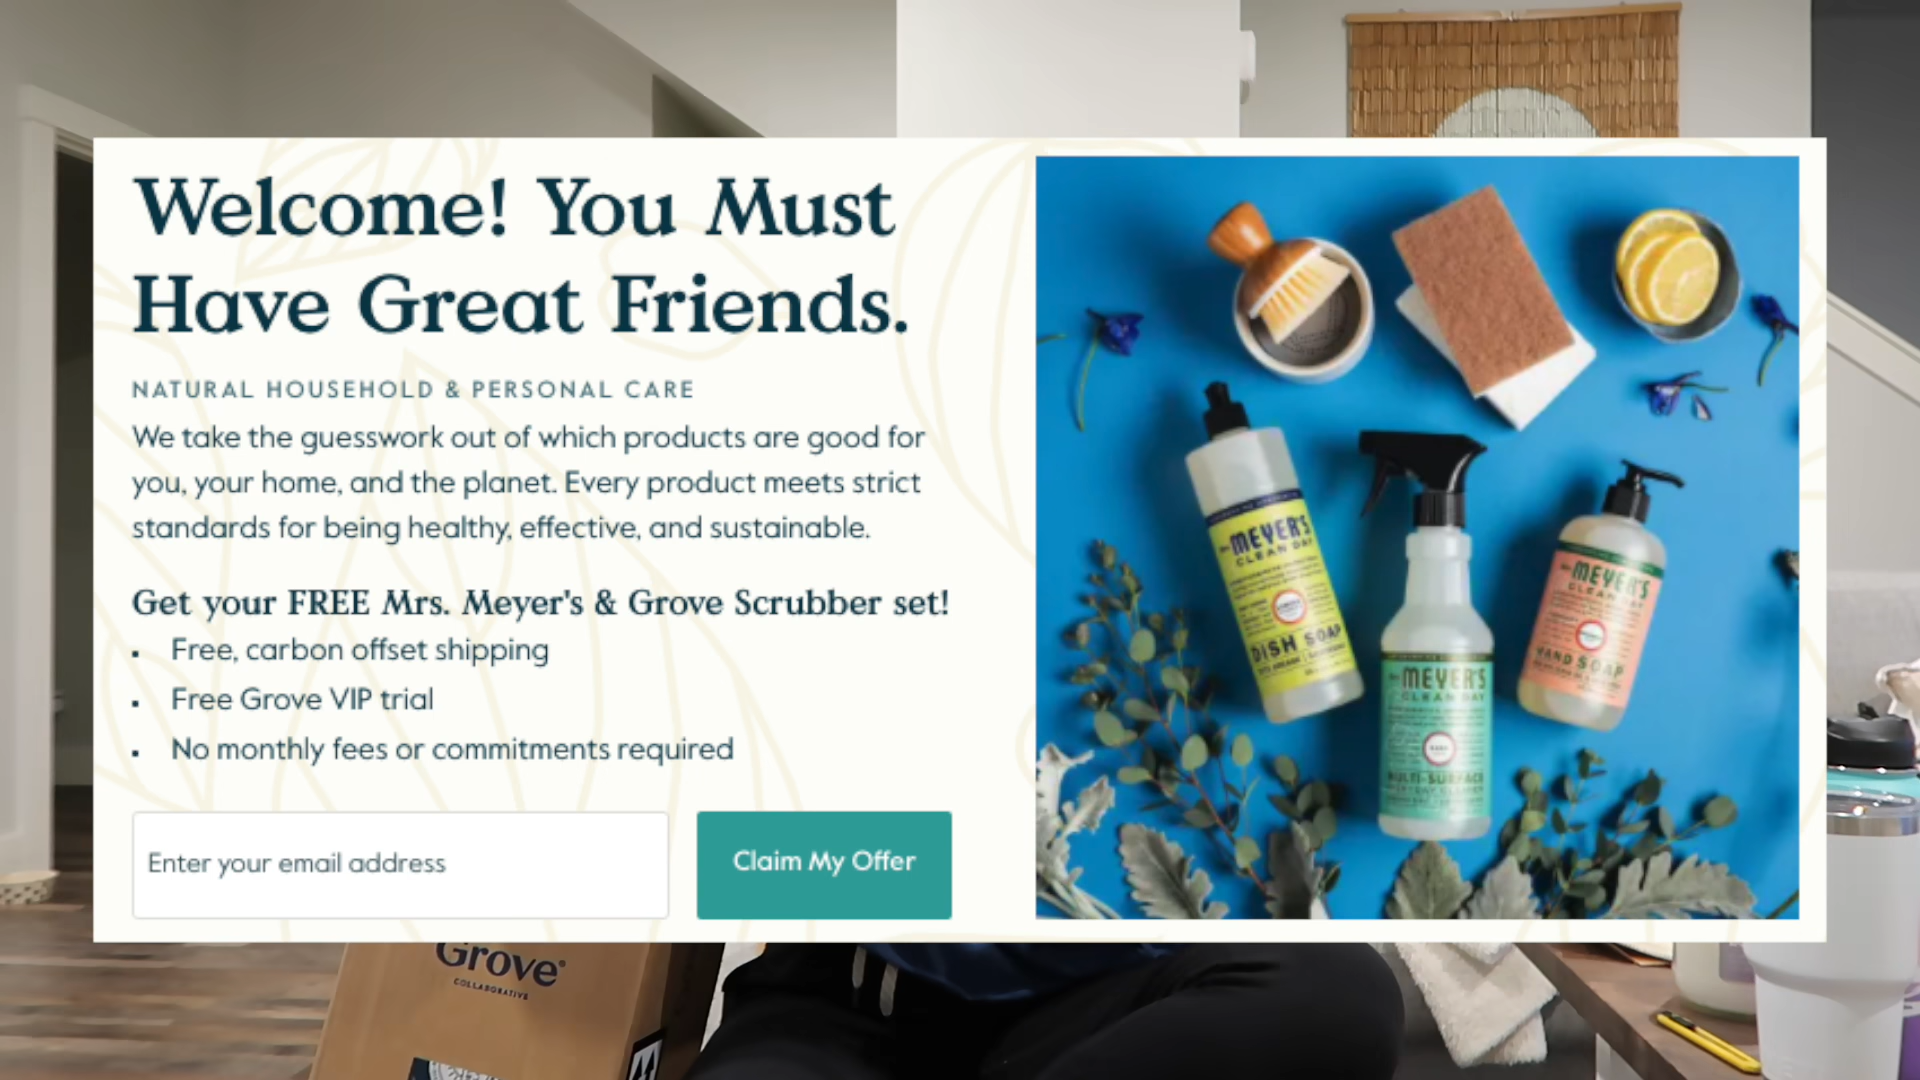 Welcome! You Must
Have Great Friends.
NATURAL HOUSEHOLD & PERSONAL CARE
We take the guesswork out of which products are good for
you, your home, and the planet. Every product meets strict
standards for being healthy, effective, and sustainable.
Get your FREE Mrs. Meyer's & Grove Scrubber set!
▪ Free, carbon offset shipping
▪ Free Grove VIP trial
▪ No monthly fees or commitments required
Enter your email address
Claim My Offer
MEYER'S
CLEAN DAY
DISH SOAP
MEYER'S
CLEAN DAY
MULTI-SURFACE
MEYER'S
CLEAN DAY
HAND SOAP
Grove
COLLABORATIVE